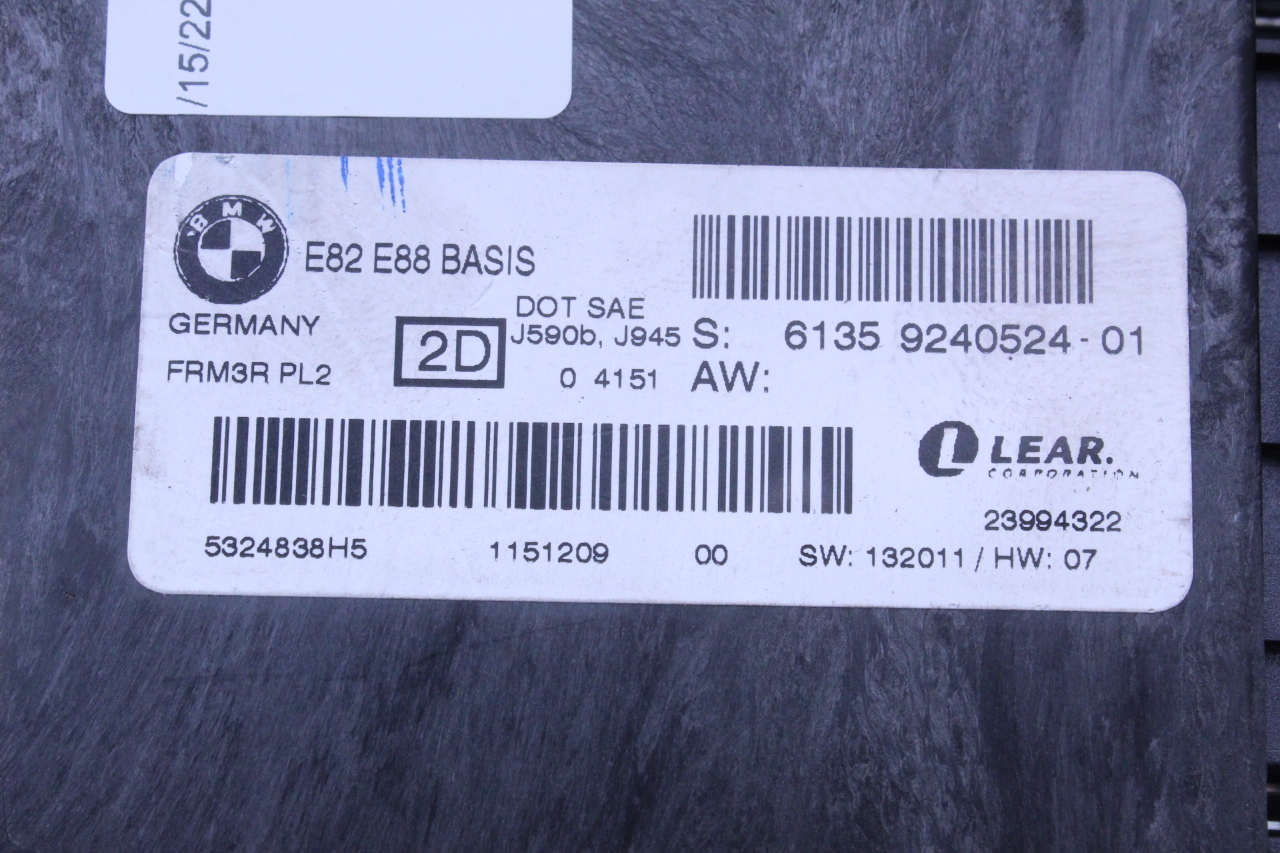 /15/22
BMW
E82 E88 BASIS
GERMANY
FRM3R PL2
2D
DOT SAE
J590b, J945
0 4151
S: 6135 9240524-01
AW:
LEAR.
CORPORATION
23994322
5324838H5 1151209 00 SW: 132011 / HW: 07